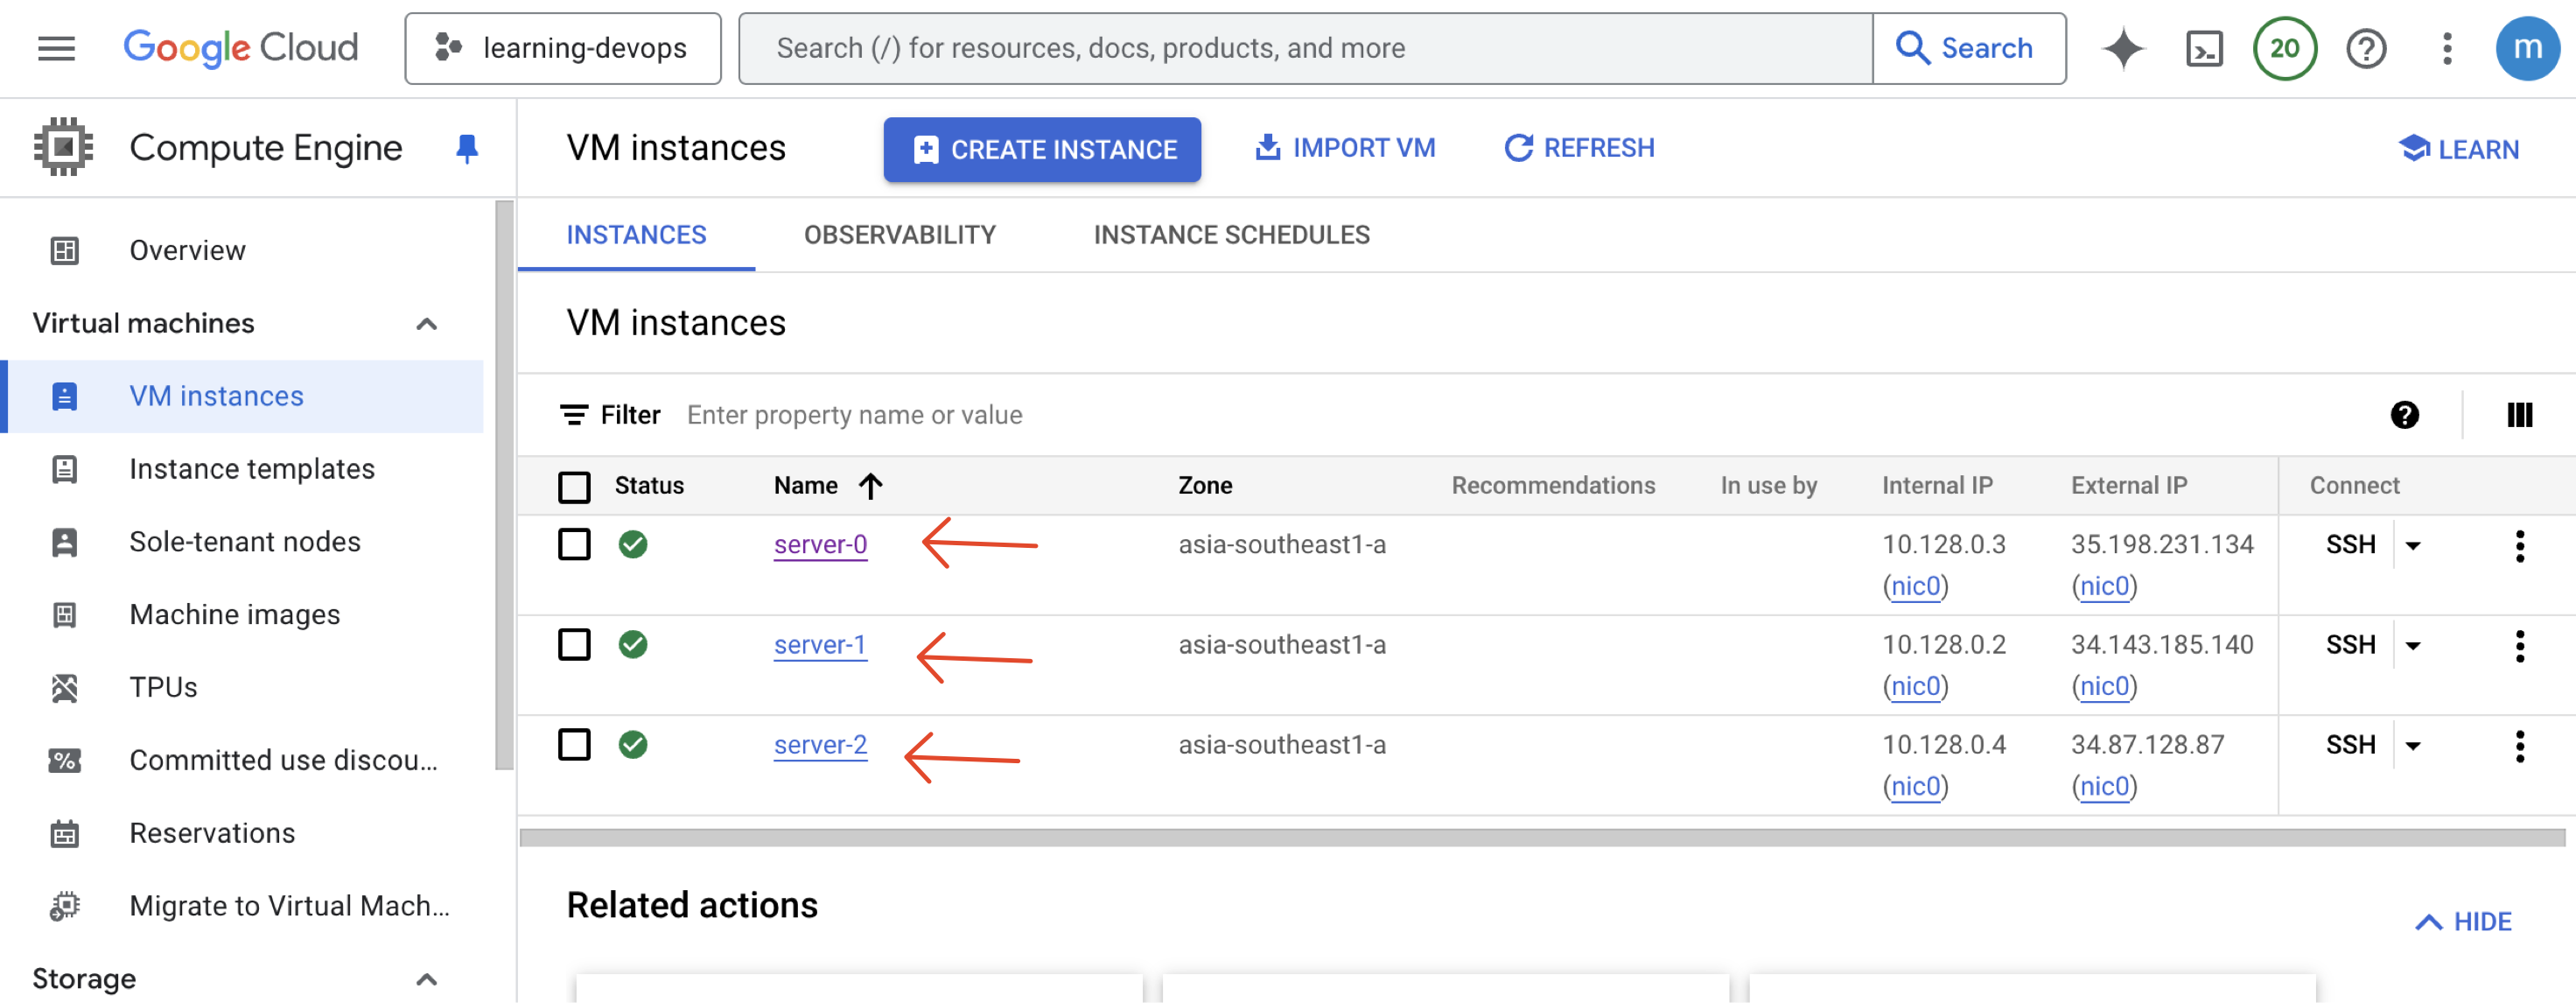 Google Cloud learning-devops Search (/) for resources, docs, products, and more Search 20 m
Compute Engine
VM instances CREATE INSTANCE IMPORT VM REFRESH LEARN
Overview
Virtual machines
VM instances
Instance templates
Sole-tenant nodes
Machine images
TPUs
Committed use discou...
Reservations
Migrate to Virtual Mach...
Storage
INSTANCES OBSERVABILITY INSTANCE SCHEDULES
VM instances
Filter Enter property name or value
Status Name Zone Recommendations In use by Internal IP External IP Connect
server-0 asia-southeast1-a 10.128.0.3 35.198.231.134 SSH
(nic0) (nic0)
server-1 asia-southeast1-a 10.128.0.2 34.143.185.140 SSH
(nic0) (nic0)
server-2 asia-southeast1-a 10.128.0.4 34.87.128.87 SSH
(nic0) (nic0)
Related actions
HIDE